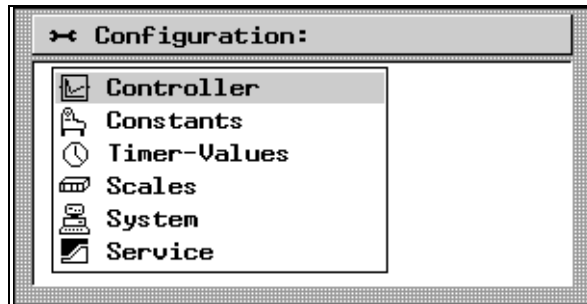 Configuration:
Controller
Constants
Timer-Values
Scales
System
Service